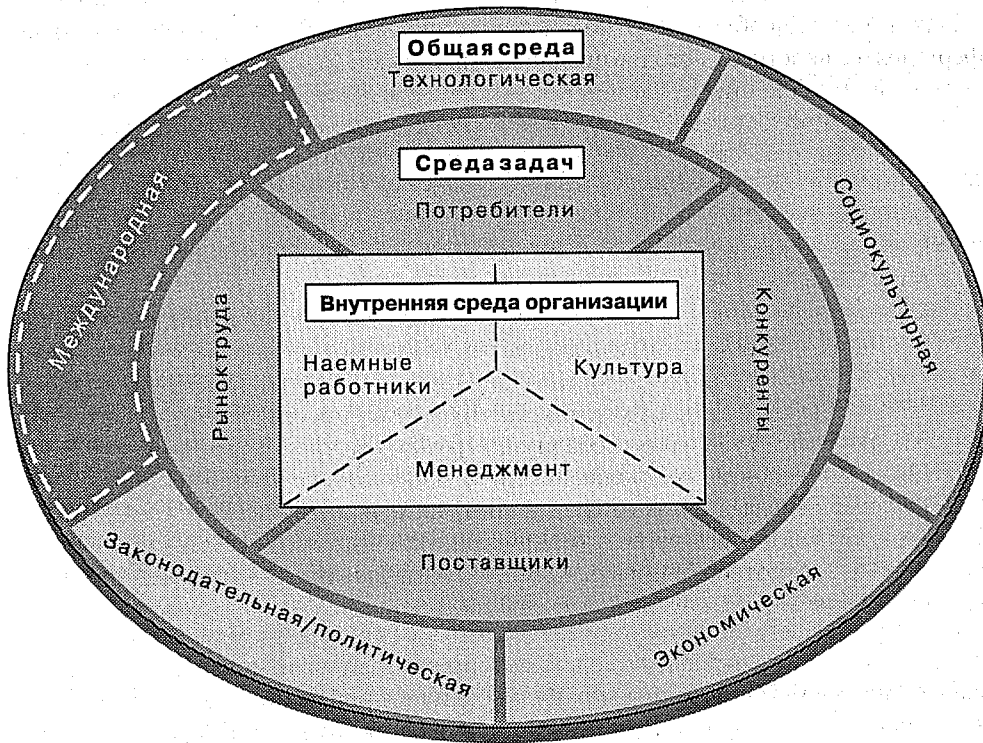 Общая среда
Технологическая
Среда задач
Потребители
Международная
Социокультурная
Рынок труда
Конкуренты
Внутренняя среда организации
Наемные
работники
Культура
Менеджмент
Поставщики
Законодательная/политическая
Экономическая